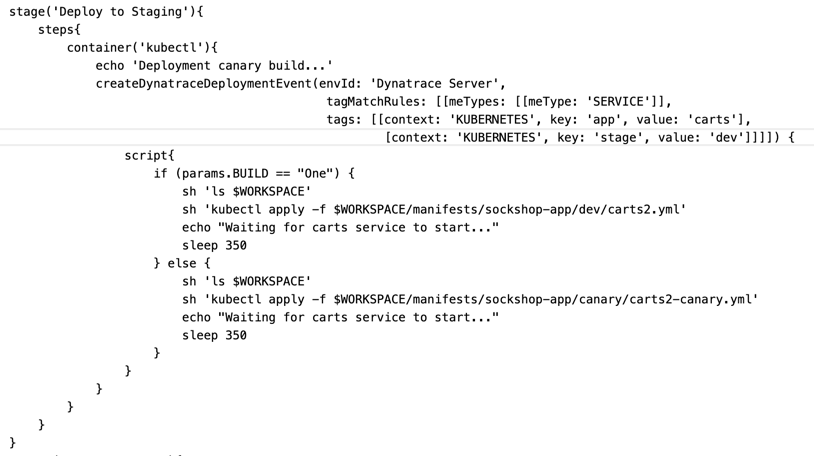 stage('Deploy to Staging'){
    steps{
        container('kubectl'){
            echo 'Deployment canary build...'
            createDynatraceDeploymentEvent(envId: 'Dynatrace Server',
                                            tagMatchRules: [[meTypes: [[meType: 'SERVICE']],
                                            tags: [[context: 'KUBERNETES', key: 'app', value: 'carts'],
                                                    [context: 'KUBERNETES', key: 'stage', value: 'dev']]]]) {
                script{
                    if (params.BUILD == "One") {
                        sh 'ls $WORKSPACE'
                        sh 'kubectl apply -f $WORKSPACE/manifests/sockshop-app/dev/carts2.yml'
                        echo "Waiting for carts service to start..."
                        sleep 350
                    } else {
                        sh 'ls $WORKSPACE'
                        sh 'kubectl apply -f $WORKSPACE/manifests/sockshop-app/canary/carts2-canary.yml'
                        echo "Waiting for carts service to start..."
                        sleep 350
                    }
                }
            }
        }
    }
}